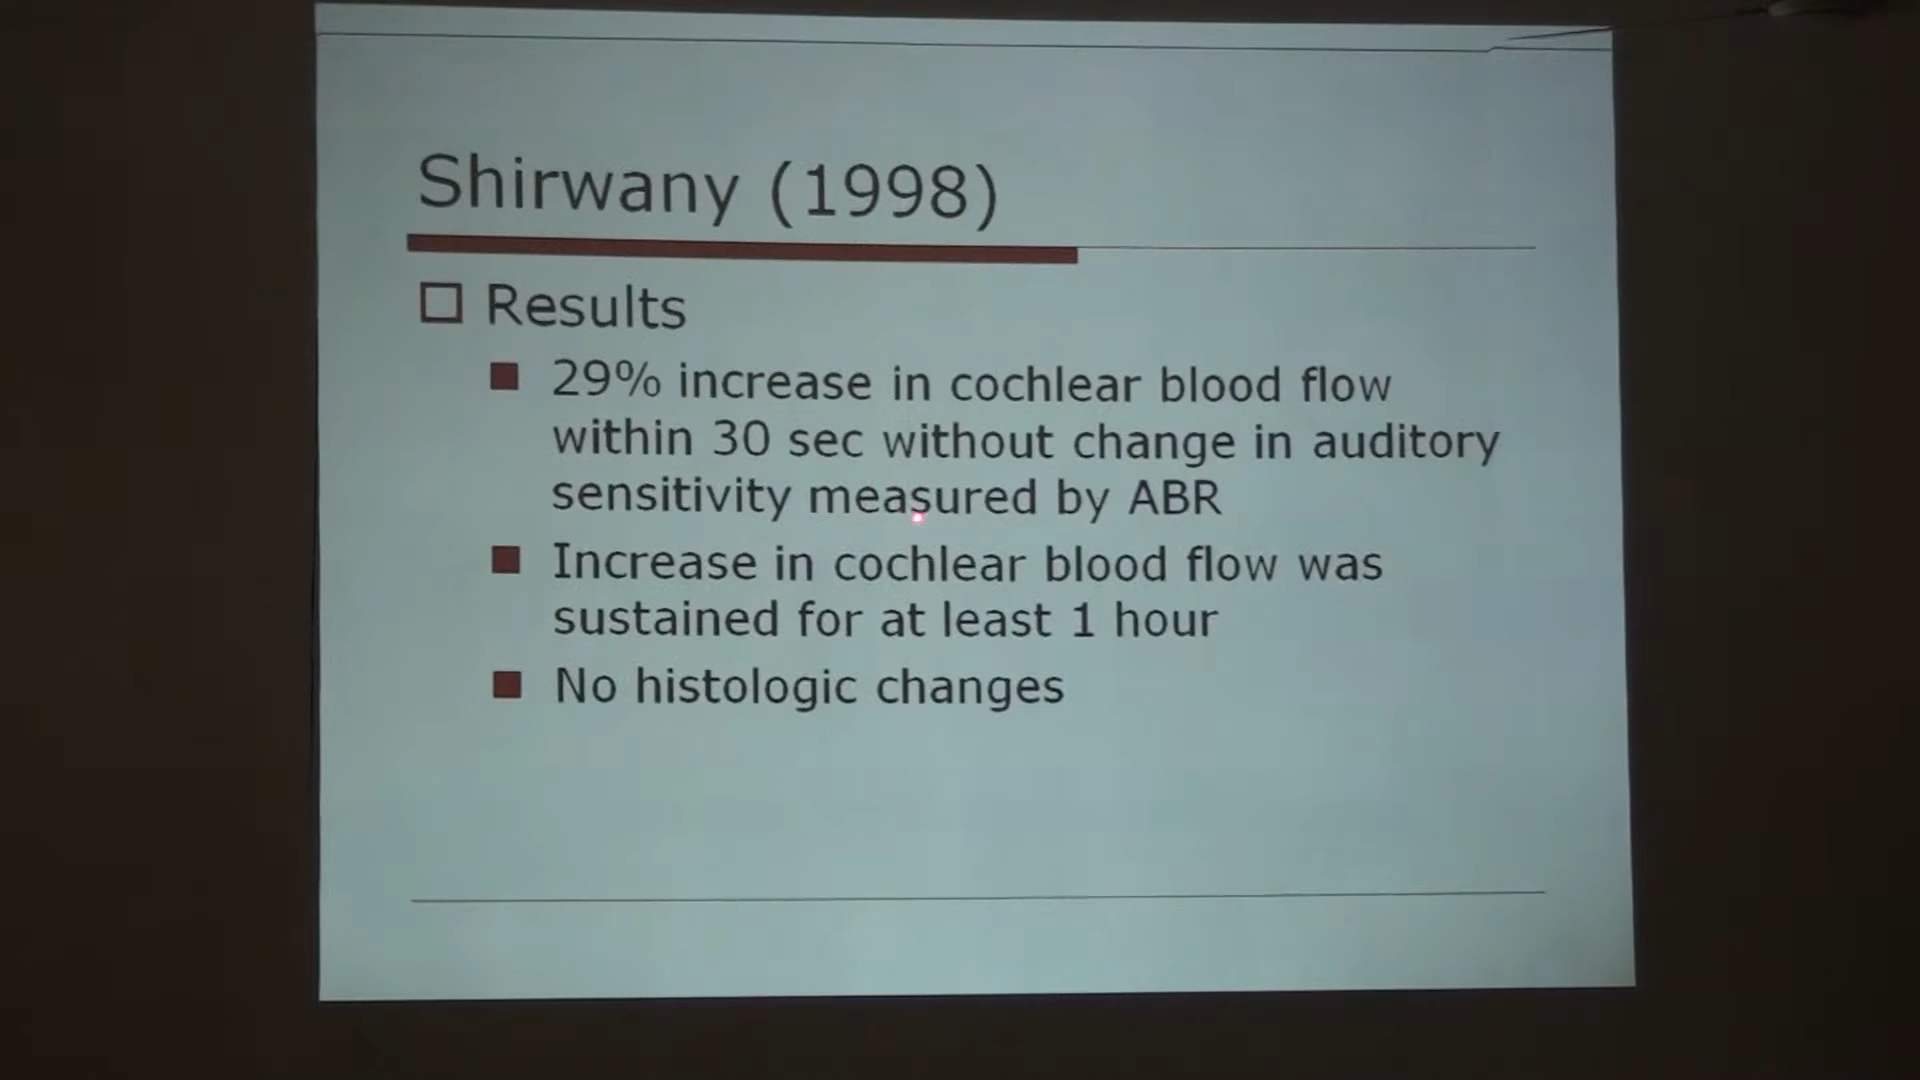 Shirwany (1998)
Results
29% increase in cochlear blood flow
within 30 sec without change in auditory
sensitivity measured by ABR
Increase in cochlear blood flow was
sustained for at least 1 hour
No histologic changes